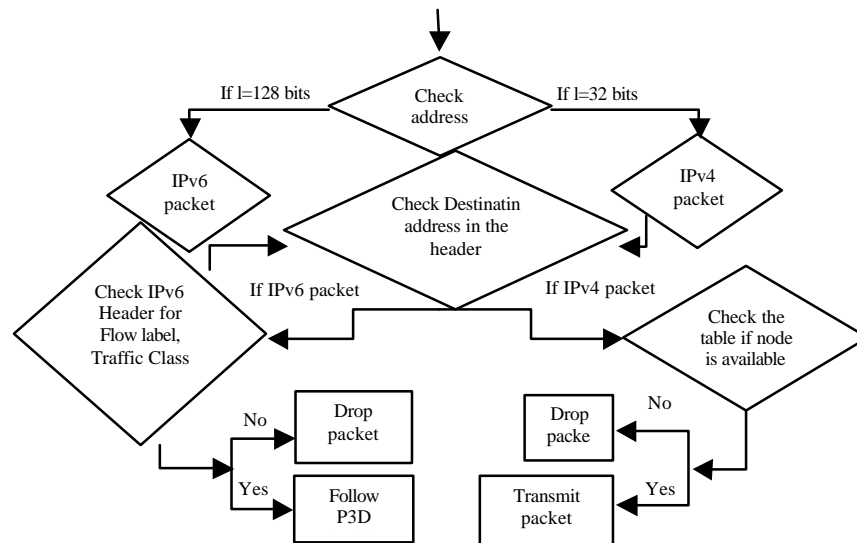 If l=128 bits
Check
address
If l=32 bits
IPv6
packet
IPv4
packet
Check Destinatin
address in the
header
If IPv6 packet
If IPv4 packet
Check IPv6
Header for
Flow label,
Traffic Class
Check the
table if node
is available
No
Drop
packet
Drop
packe
No
Yes
Follow
P3D
Transmit
packet
Yes